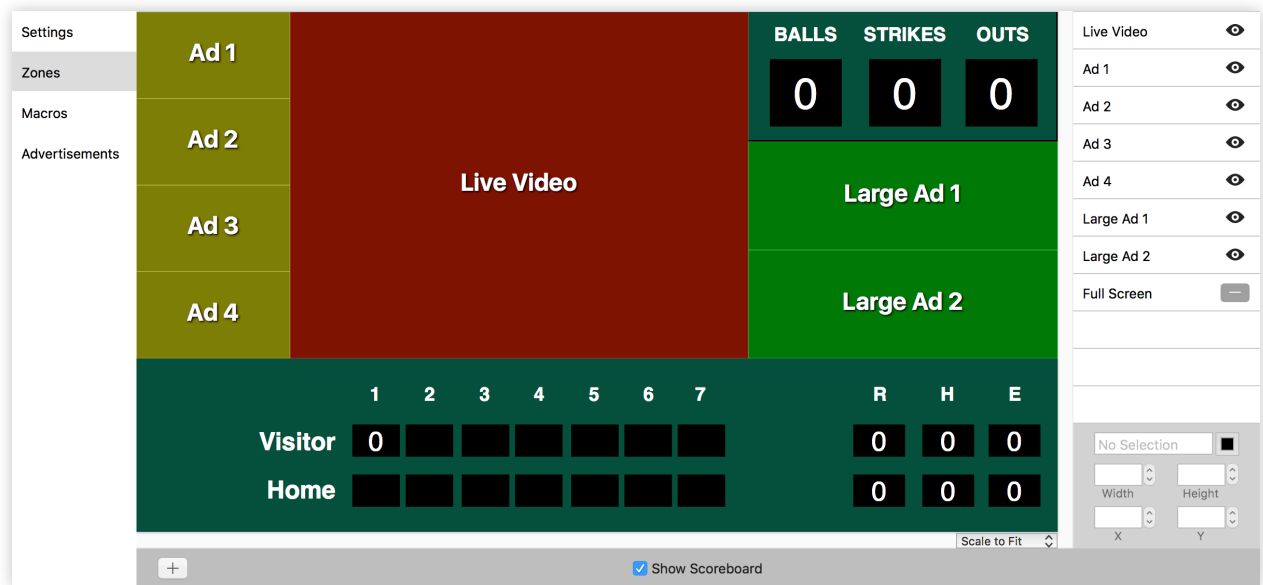 Settings
Zones
Macros
Advertisements
Ad 1
Ad 2
Ad 3
Ad 4
Live Video
BALLS STRIKES OUTS
0 0 0
Large Ad 1
Large Ad 2
1 2 3 4 5 6 7 R H E
Visitor 0 0 0 0
Home 0 0 0
Scale to Fit
+
Show Scoreboard
Live Video
Ad 1
Ad 2
Ad 3
Ad 4
Large Ad 1
Large Ad 2
Full Screen
No Selection
Width Height
X Y